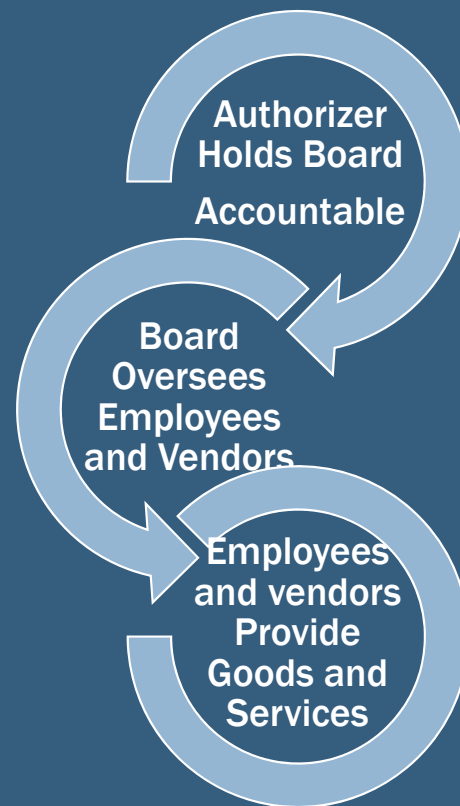 Authorizer
Holds Board
Accountable
Board
Oversees
Employees
and Vendors
Employees
and vendors
Provide
Goods and
Services